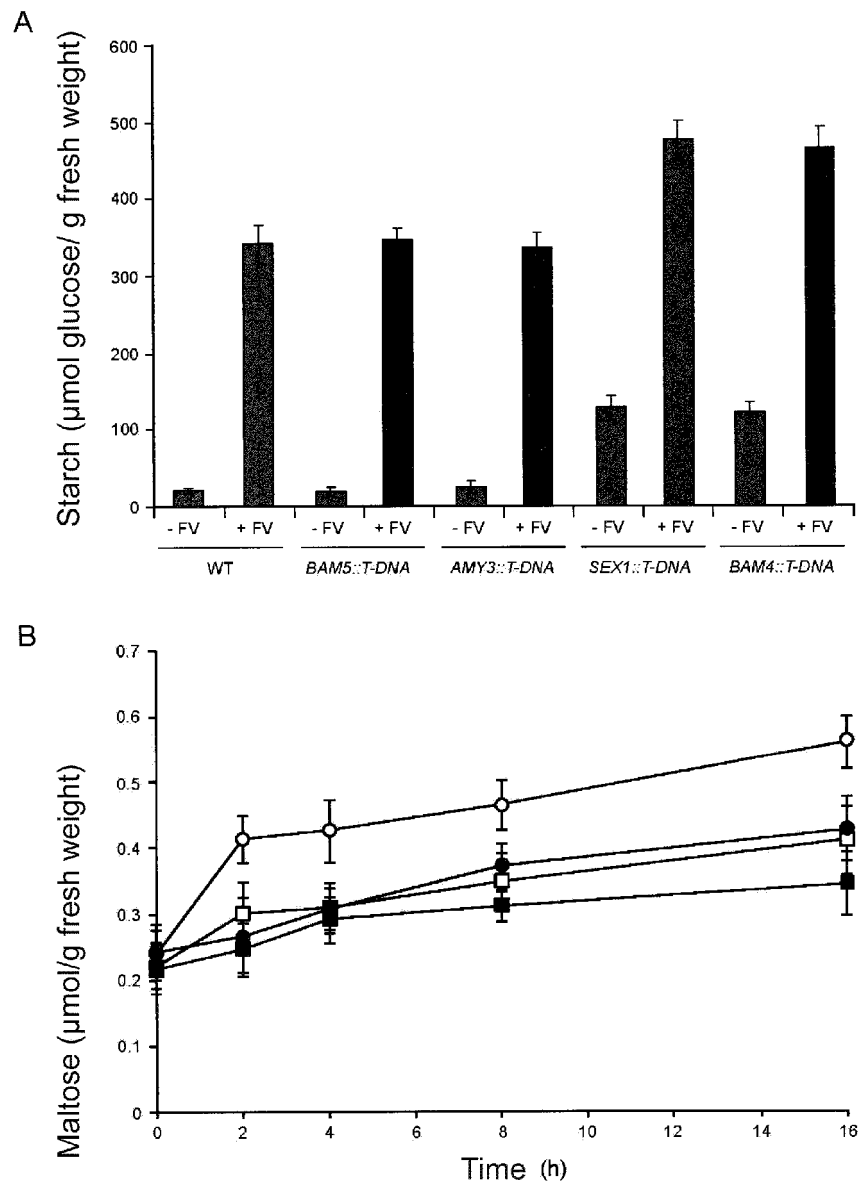 A
Starch (µmol glucose/ g fresh weight)
600
500
400
300
200
100
0
- FV + FV - FV + FV - FV + FV - FV + FV - FV + FV
WT BAM5::T-DNA AMY3::T-DNA SEX1::T-DNA BAM4::T-DNA
B
Maltose (µmol/g fresh weight)
0.7
0.6
0.5
0.4
0.3
0.2
0.1
0
0 2 4 6 8 10 12 14 16
Time (h)